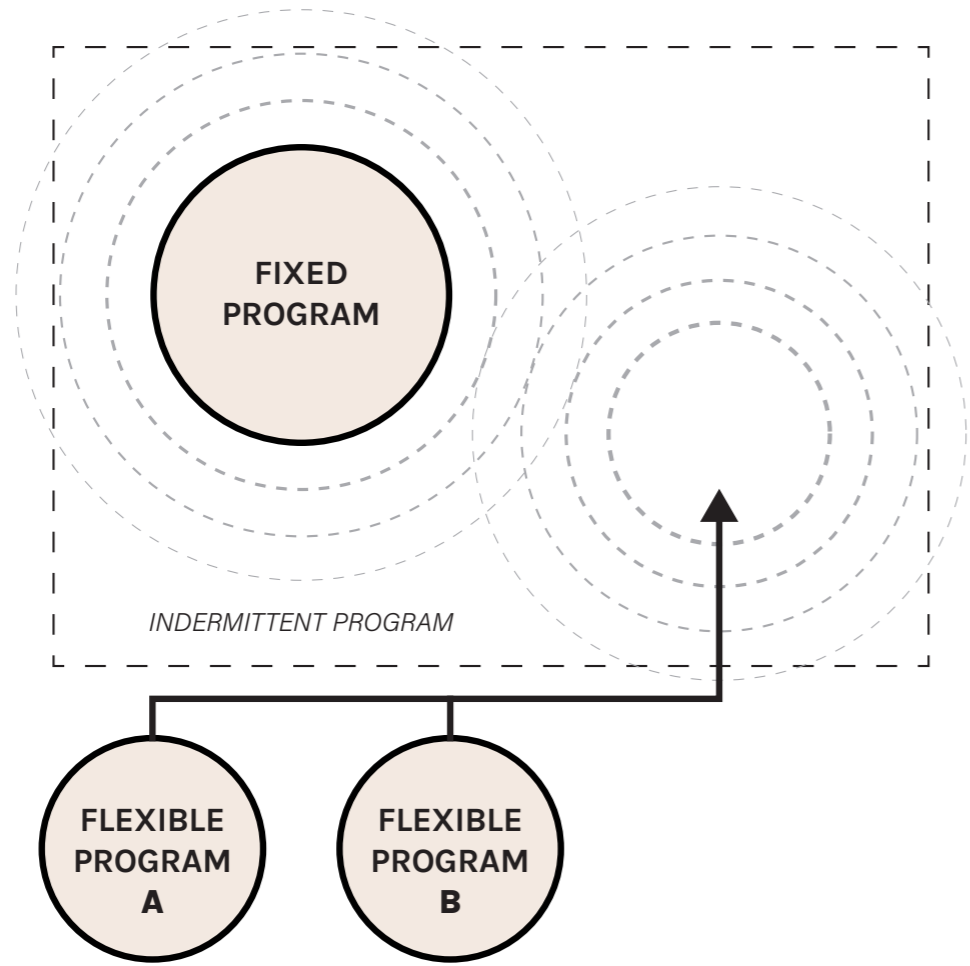 FIXED
PROGRAM
INDERMITTENT PROGRAM
FLEXIBLE
PROGRAM
A
FLEXIBLE
PROGRAM
B